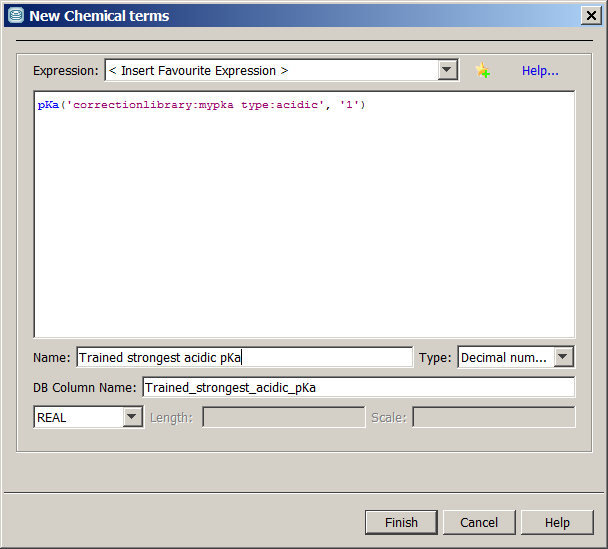 New Chemical terms
Expression: < Insert Favourite Expression > Help...
pKa('correctionlibrary:mypka type:acidic', '1')
Name: Trained strongest acidic pKa Type: Decimal num...
DB Column Name: Trained_strongest_acidic_pKa
REAL Length: Scale:
Finish Cancel Help